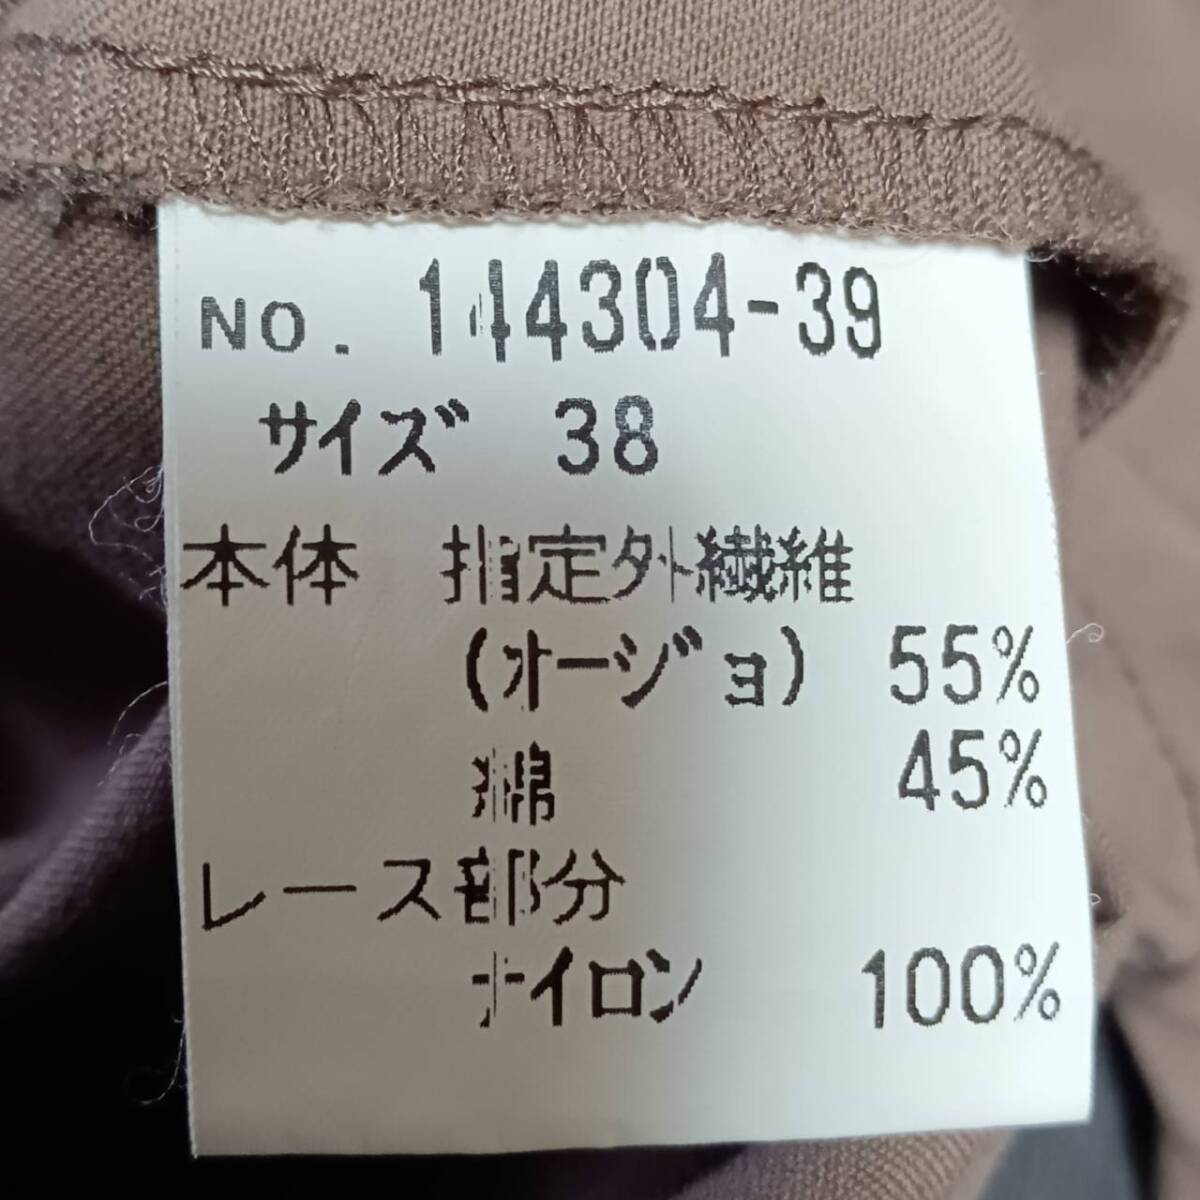 NO. 144304-39
サイズ 38
本体 指定外繊維
(オージョ) 55%
綿 45%
レース部分
ナイロン 100%